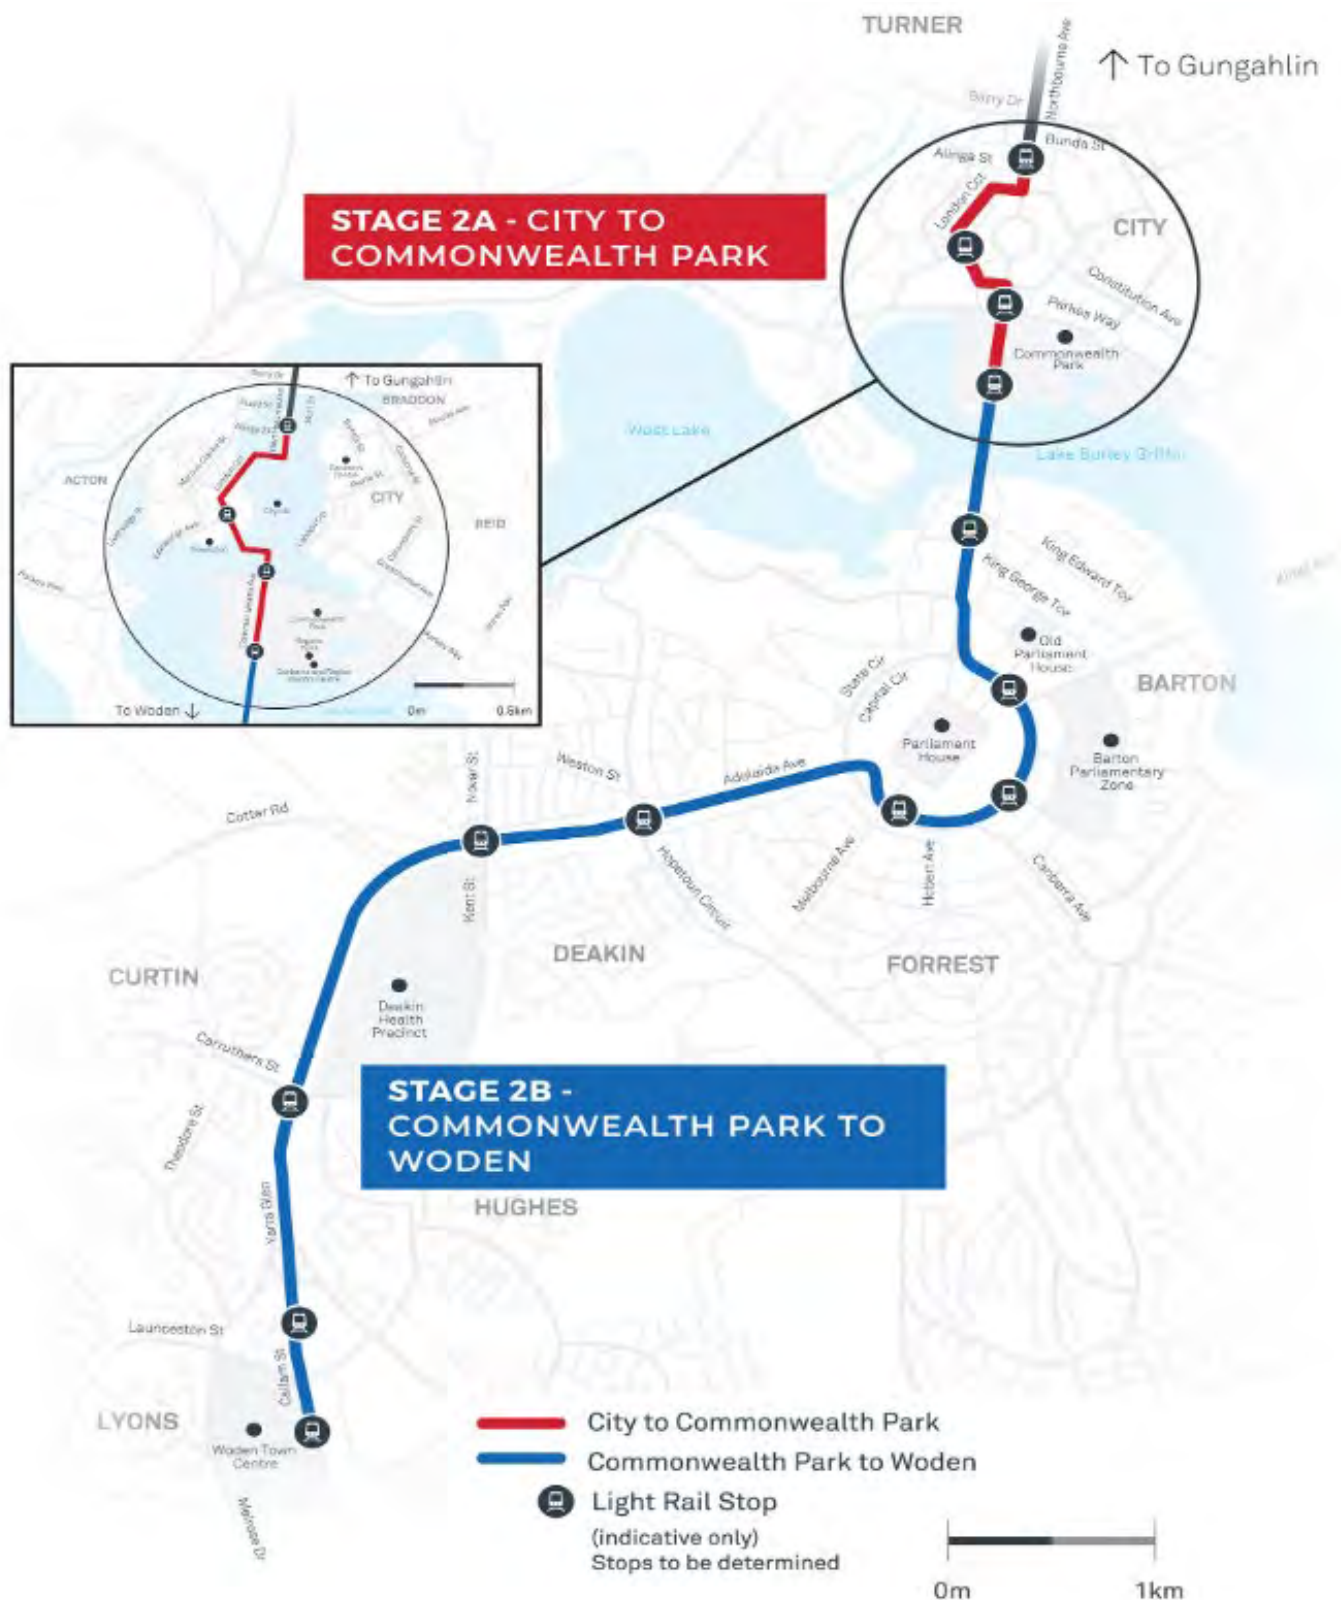 TURNER
Northbourne Ave
↑ To Gungahlin
Barry Dr
Bunda St
Alinga St
London Cct
CITY
STAGE 2A - CITY TO
COMMONWEALTH PARK
Constitution Ave
Parkes Way
Commonwealth
Park
West Lake
Lake Burley Griffin
↑ To Gungahlin
BRADDON
ACTON
CITY
REID
To Woden ↓
0m
0.5km
King Edward Tce
King George Tce
Old
Parliament
House
State Cir
Capital Cir
BARTON
Parliament
House
Barton
Parliamentary
Zone
Novar St
Weston St
Adelaide Ave
Cotter Rd
Kent St
Hopetoun Circuit
Melbourne Ave
Hobart Ave
Canberra Ave
DEAKIN
FORREST
CURTIN
Deakin
Health
Precinct
Carruthers St
STAGE 2B -
COMMONWEALTH PARK TO
WODEN
Theodore St
Yarra Glen
HUGHES
Launceston St
Callam St
LYONS
Woden Town
Centre
Melrose Dr
City to Commonwealth Park
Commonwealth Park to Woden
Light Rail Stop
(indicative only)
Stops to be determined
0m
1km